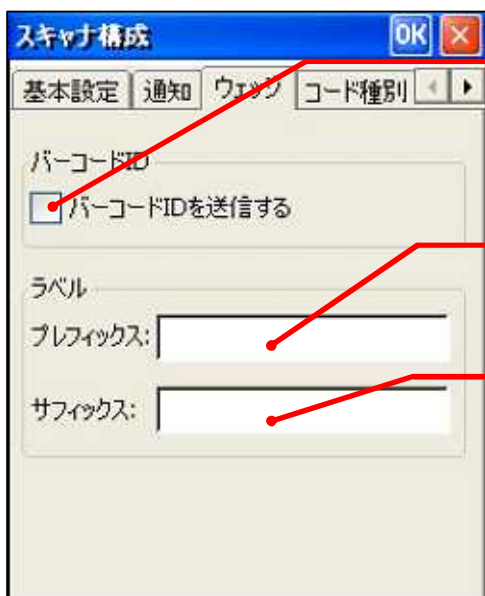 スキャナ構成 OK
基本設定 通知 ウェッジ コード種別
バーコードID
バーコードIDを送信する
ラベル
プレフィックス:
サフィックス: